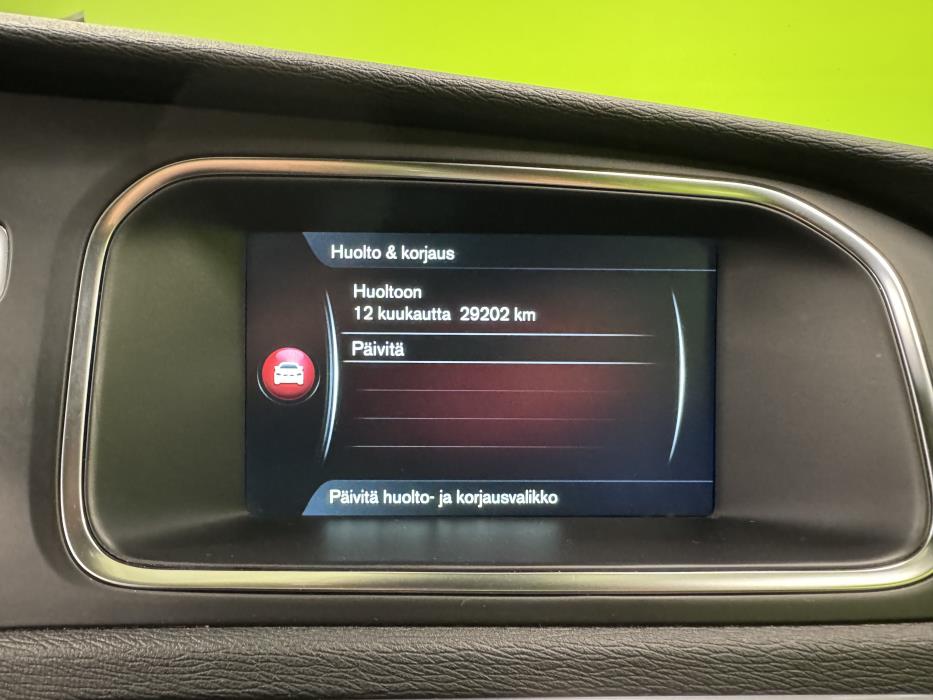 Huolto & korjaus
Huoltoon
12 kuukautta 29202 km
Päivitä
Päivitä huolto- ja korjausvalikko